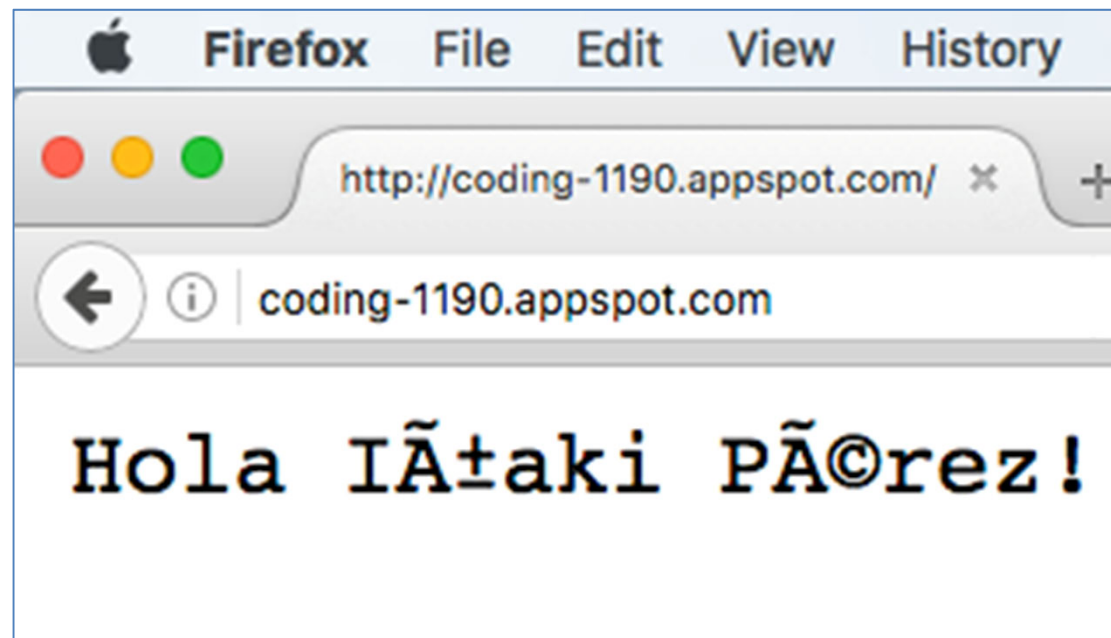 Firefox File Edit View History
http://coding-1190.appspot.com/
coding-1190.appspot.com
Hola IÃ±aki PÃ©rez!